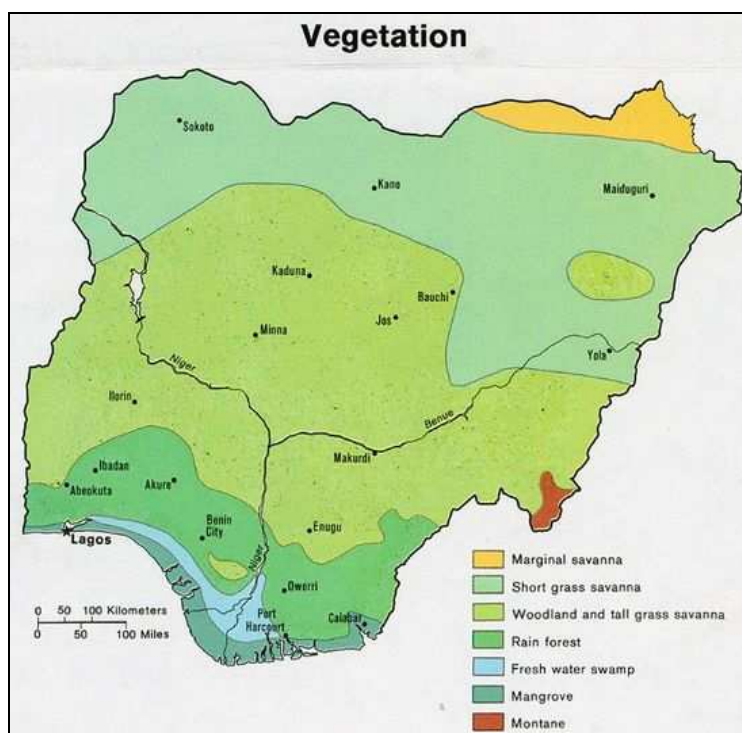 Vegetation
Sokoto
Kano
Maiduguri
Kaduna
Bauchi
Jos
Minna
Yola
Niger
Ilorin
Benue
Makurdi
Ibadan
Abeokuta
Akure
Benin
City
Enugu
Lagos
Niger
Owerri
Port
Harcourt
Calabar
0 50 100 Kilometers
0 50 100 Miles
Marginal savanna
Short grass savanna
Woodland and tall grass savanna
Rain forest
Fresh water swamp
Mangrove
Montane